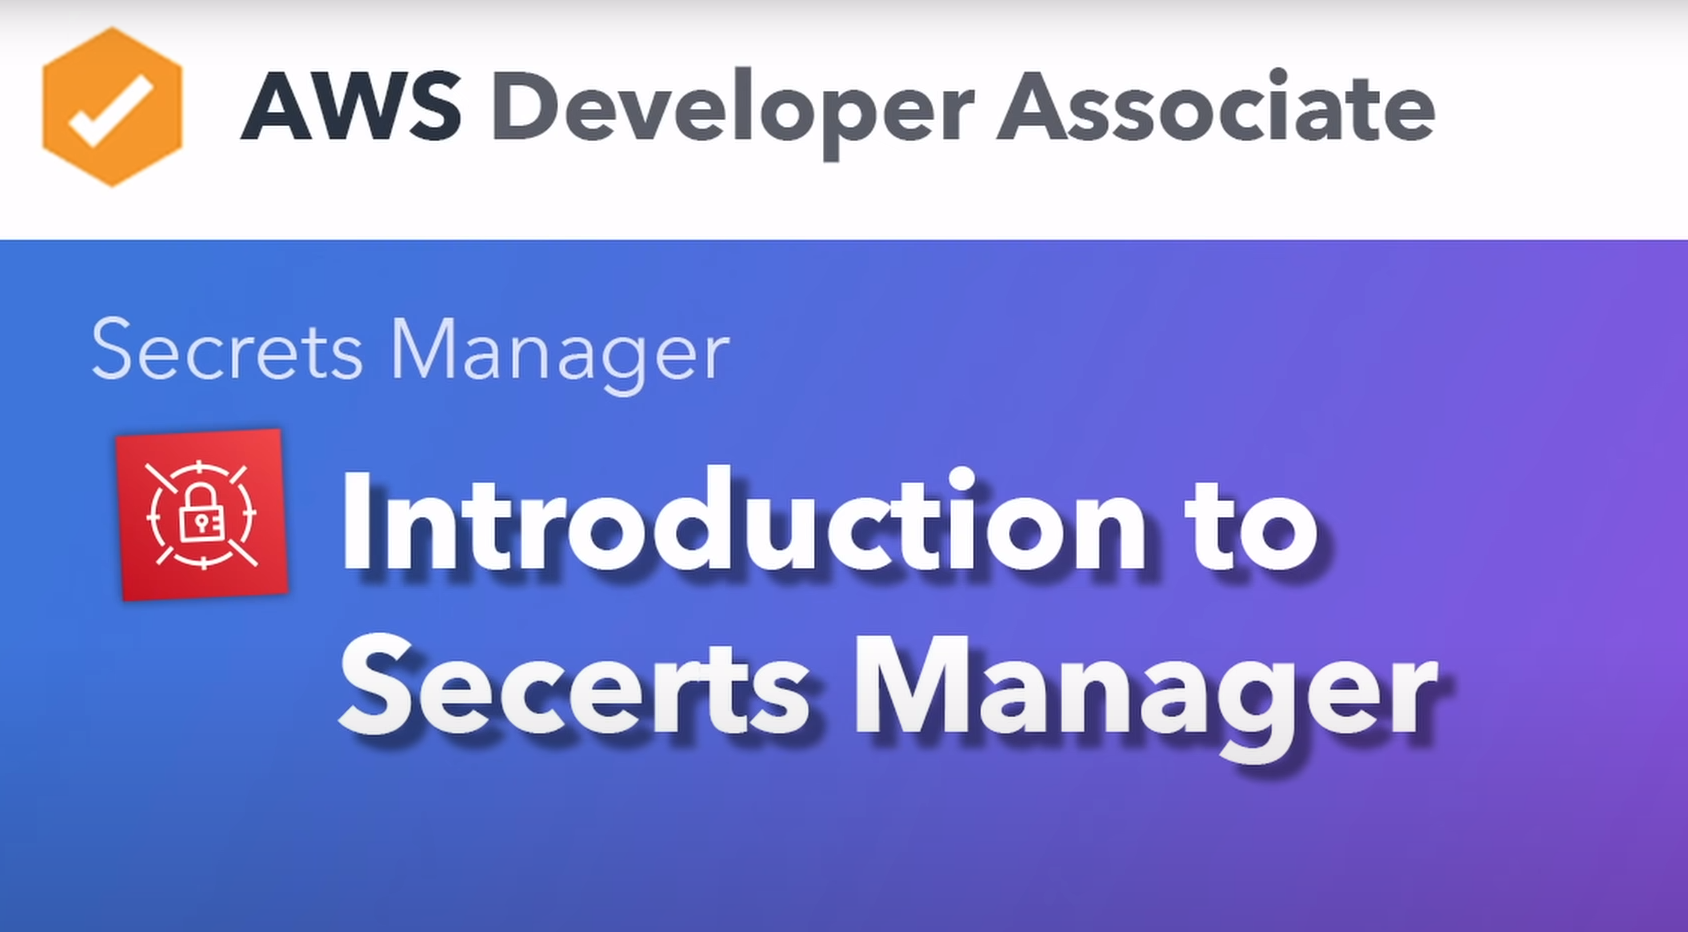 AWS Developer Associate
Secrets Manager
Introduction to
Secerts Manager